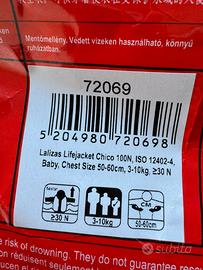 Mentőmellény. Védett vizeken használható, könnyű
ruházatban.
72069
5 204980 720698
Lalizas Lifejacket Chico 100N, ISO 12402-4,
Baby, Chest Size 50-60cm, 3-10kg, ≥30 N
≥30 N
3-10kg
CM
50-60cm
e risk of drowning. They do not
réduisent seulement
subito